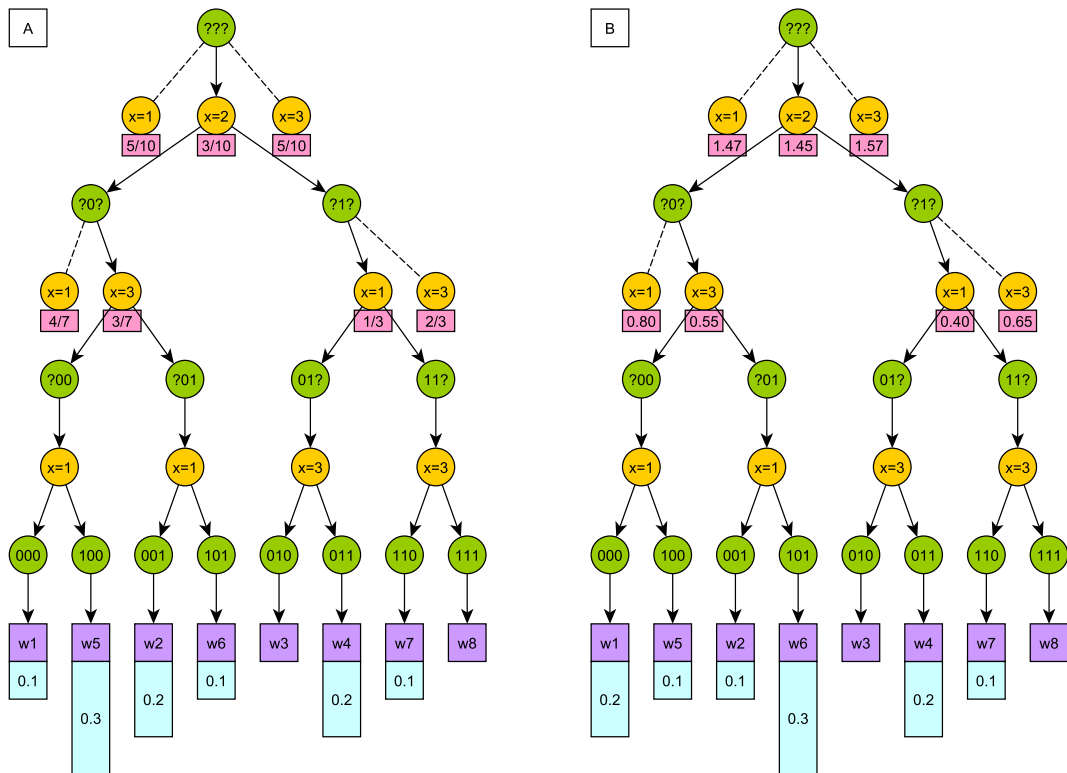 A
???
x=1
x=2
x=3
5/10
3/10
5/10
?0?
?1?
x=1
x=3
x=1
x=3
4/7
3/7
1/3
2/3
?00
?01
01?
11?
x=1
x=1
x=3
x=3
000
100
001
101
010
011
110
111
w1
w5
w2
w6
w3
w4
w7
w8
0.1
0.3
0.2
0.1
0.2
0.1
B
???
x=1
x=2
x=3
1.47
1.45
1.57
?0?
?1?
x=1
x=3
x=1
x=3
0.80
0.55
0.40
0.65
?00
?01
01?
11?
x=1
x=1
x=3
x=3
000
100
001
101
010
011
110
111
w1
w5
w2
w6
w3
w4
w7
w8
0.2
0.1
0.1
0.3
0.2
0.1